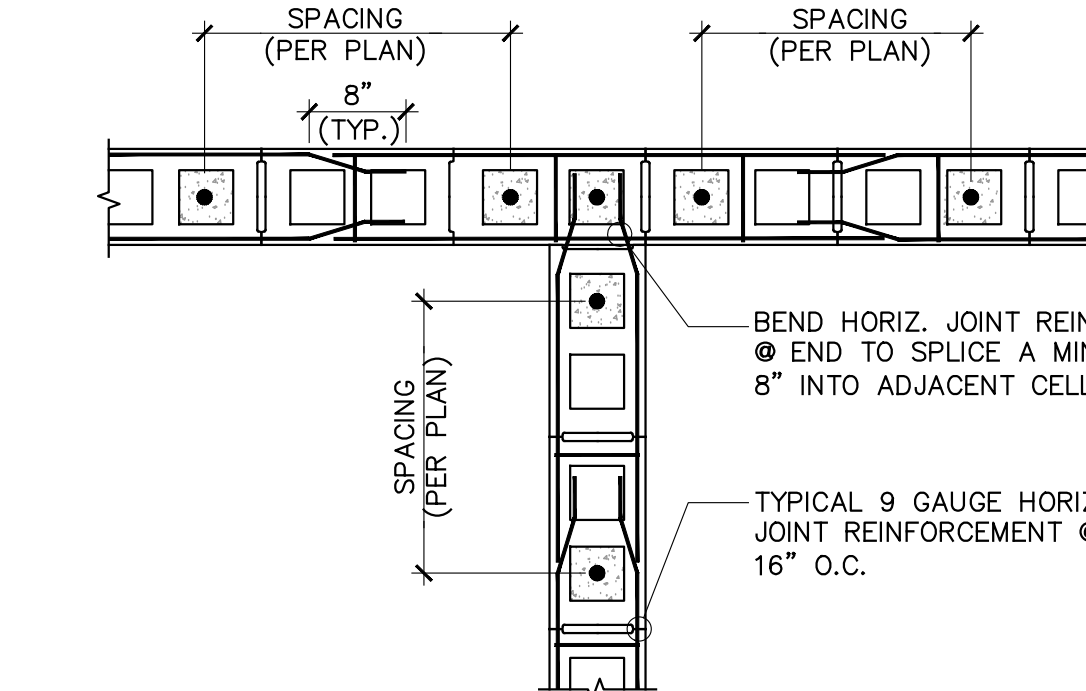 SPACING
(PER PLAN)
SPACING
(PER PLAN)
8"
(TYP.)
BEND HORIZ. JOINT REIN
@ END TO SPLICE A MIN
8" INTO ADJACENT CELL
SPACING
(PER PLAN)
TYPICAL 9 GAUGE HORIZ
JOINT REINFORCEMENT @
16" O.C.